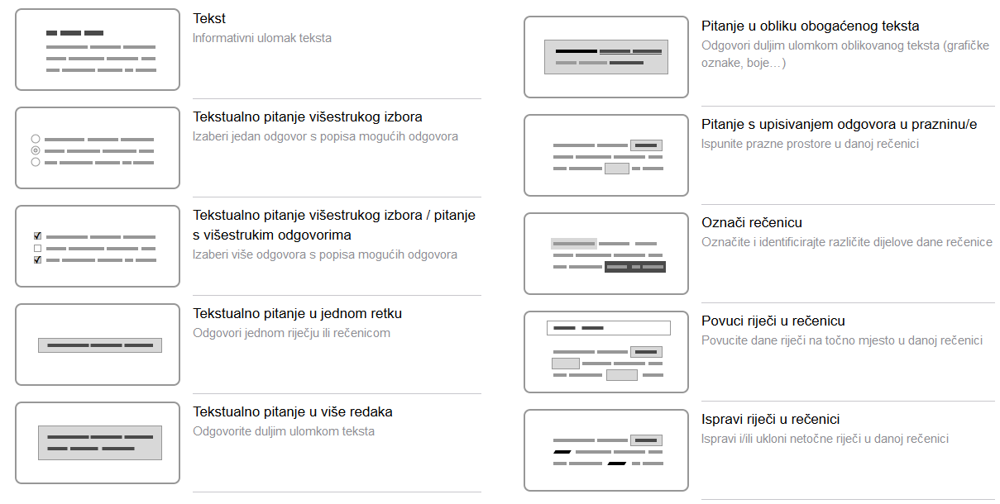 Tekst
Informativni ulomak teksta
Tekstualno pitanje višestrukog izbora
Izaberi jedan odgovor s popisa mogućih odgovora
Tekstualno pitanje višestrukog izbora / pitanje
s višestrukim odgovorima
Izaberi više odgovora s popisa mogućih odgovora
Tekstualno pitanje u jednom retku
Odgovori jednom riječju ili rečenicom
Tekstualno pitanje u više redaka
Odgovorite duljim ulomkom teksta
Pitanje u obliku obogaćenog teksta
Odgovori duljim ulomkom oblikovanog teksta (grafičke
oznake, boje…)
Pitanje s upisivanjem odgovora u prazninu/e
Ispunite prazne prostore u danoj rečenici
Označi rečenicu
Označite i identificirajte različite dijelove dane rečenice
Povuci riječi u rečenicu
Povucite dane riječi na točno mjesto u danoj rečenici
Ispravi riječi u rečenici
Ispravi i/ili ukloni netočne riječi u danoj rečenici